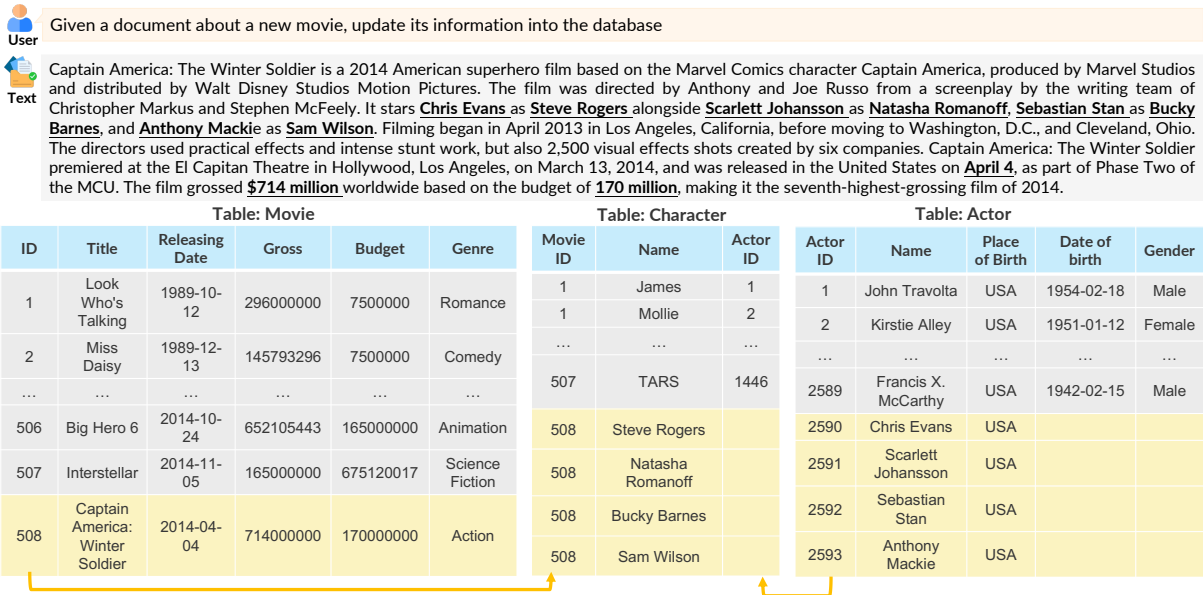 User
Given a document about a new movie, update its information into the database
Text
Captain America: The Winter Soldier is a 2014 American superhero film based on the Marvel Comics character Captain America, produced by Marvel Studios
and distributed by Walt Disney Studios Motion Pictures. The film was directed by Anthony and Joe Russo from a screenplay by the writing team of
Christopher Markus and Stephen McFeely. It stars Chris Evans as Steve Rogers alongside Scarlett Johansson as Natasha Romanoff, Sebastian Stan as Bucky
Barnes, and Anthony Mackie as Sam Wilson. Filming began in April 2013 in Los Angeles, California, before moving to Washington, D.C., and Cleveland, Ohio.
The directors used practical effects and intense stunt work, but also 2,500 visual effects shots created by six companies. Captain America: The Winter Soldier
premiered at the El Capitan Theatre in Hollywood, Los Angeles, on March 13, 2014, and was released in the United States on April 4, as part of Phase Two of
the MCU. The film grossed $714 million worldwide based on the budget of 170 million, making it the seventh-highest-grossing film of 2014.
Table: Movie
ID Title Releasing Date Gross Budget Genre
1 Look Who's Talking 1989-10-12 296000000 7500000 Romance
2 Miss Daisy 1989-12-13 145793296 7500000 Comedy
... ... ... ... ... ...
506 Big Hero 6 2014-10-24 652105443 165000000 Animation
507 Interstellar 2014-11-05 165000000 675120017 Science Fiction
508 Captain America: Winter Soldier 2014-04-04 714000000 170000000 Action
Table: Character
Movie ID Name Actor ID
1 James 1
1 Mollie 2
... ... ...
507 TARS 1446
508 Steve Rogers
508 Natasha Romanoff
508 Bucky Barnes
508 Sam Wilson
Table: Actor
Actor ID Name Place of Birth Date of birth Gender
1 John Travolta USA 1954-02-18 Male
2 Kirstie Alley USA 1951-01-12 Female
... ... ... ... ...
2589 Francis X. McCarthy USA 1942-02-15 Male
2590 Chris Evans USA
2591 Scarlett Johansson USA
2592 Sebastian Stan USA
2593 Anthony Mackie USA